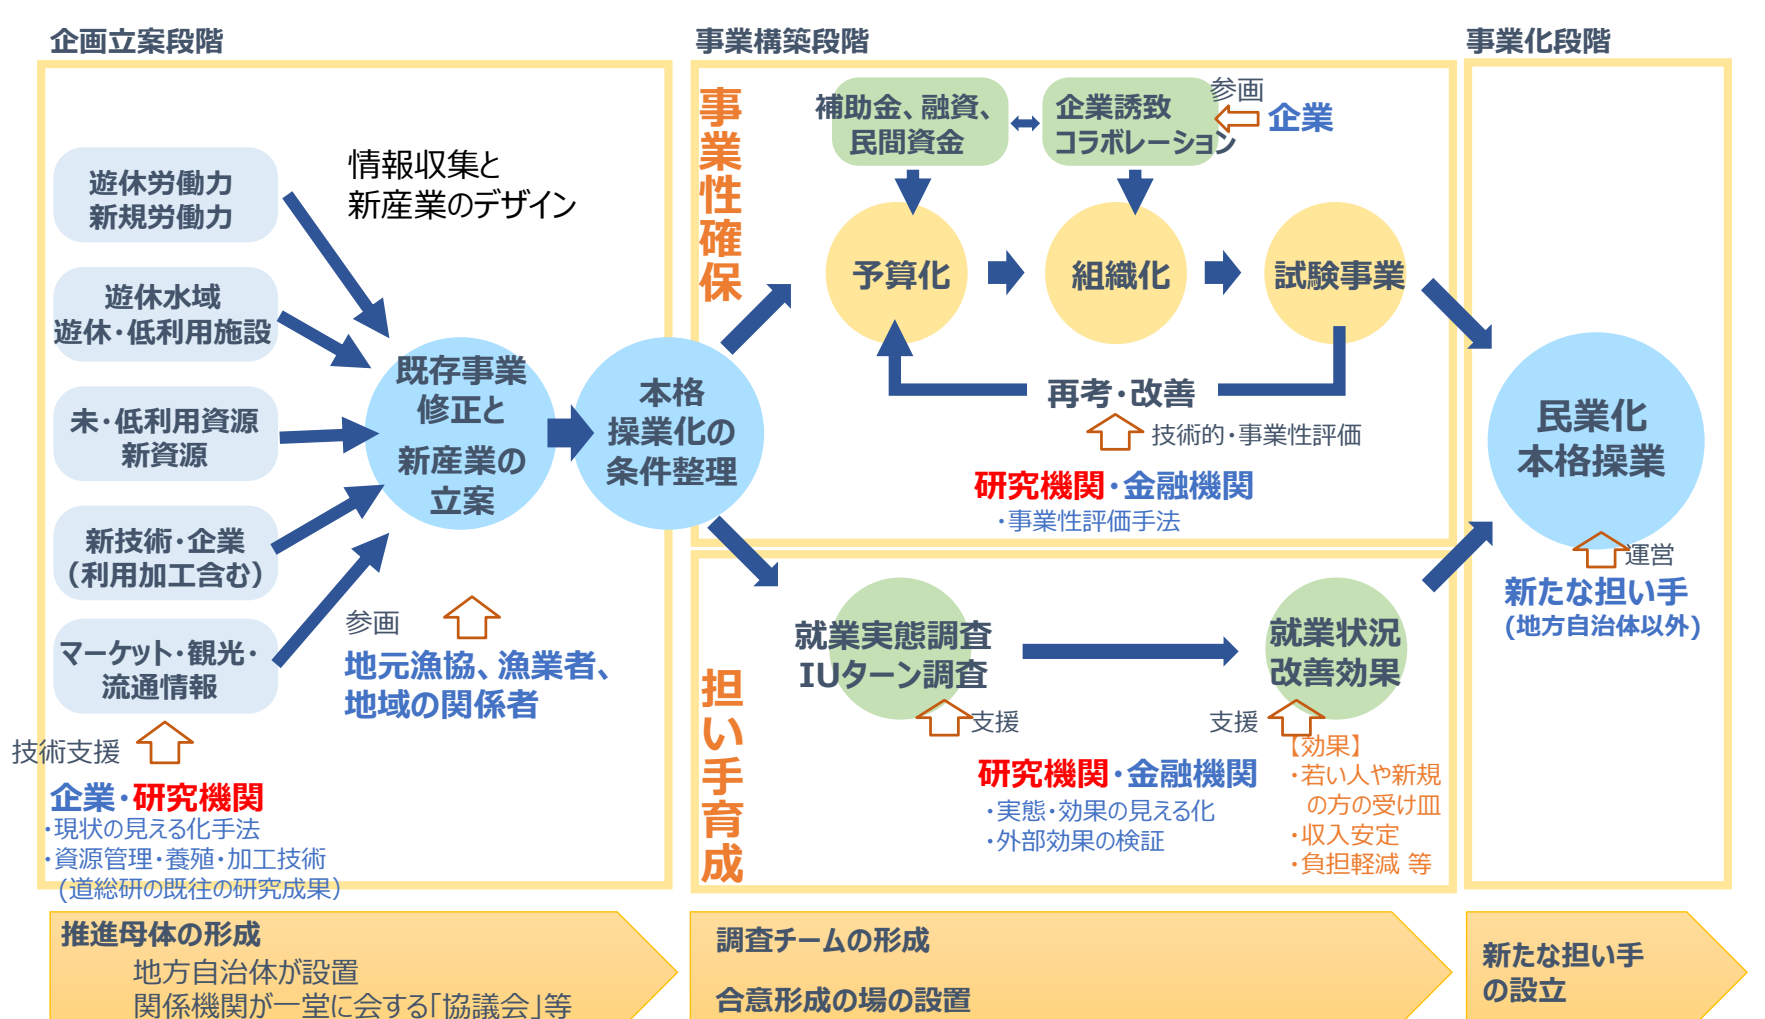 企画立案段階
遊休労働力
新規労働力
情報収集と
新産業のデザイン
遊休水域
遊休・低利用施設
未・低利用資源
新資源
新技術・企業
（利用加工含む）
マーケット・観光・
流通情報
既存事業
修正と
新産業の
立案
本格
操業化の
条件整理
参画
地元漁協、漁業者、
地域の関係者
技術支援
企業・研究機関
・現状の見える化手法
・資源管理・養殖・加工技術
(道総研の既往の研究成果)
事業構築段階
事業性確保
補助金、融資、
民間資金
企業誘致
コラボレーション
参画
企業
予算化
組織化
試験事業
再考・改善
技術的・事業性評価
研究機関・金融機関
・事業性評価手法
担い手育成
就業実態調査
IUターン調査
就業状況
改善効果
支援
支援
研究機関・金融機関
・実態・効果の見える化
・外部効果の検証
【効果】
・若い人や新規
の方の受け皿
・収入安定
・負担軽減 等
事業化段階
民業化
本格操業
運営
新たな担い手
(地方自治体以外)
推進母体の形成
地方自治体が設置
関係機関が一堂に会する「協議会」等
調査チームの形成
合意形成の場の設置
新たな担い手
の設立